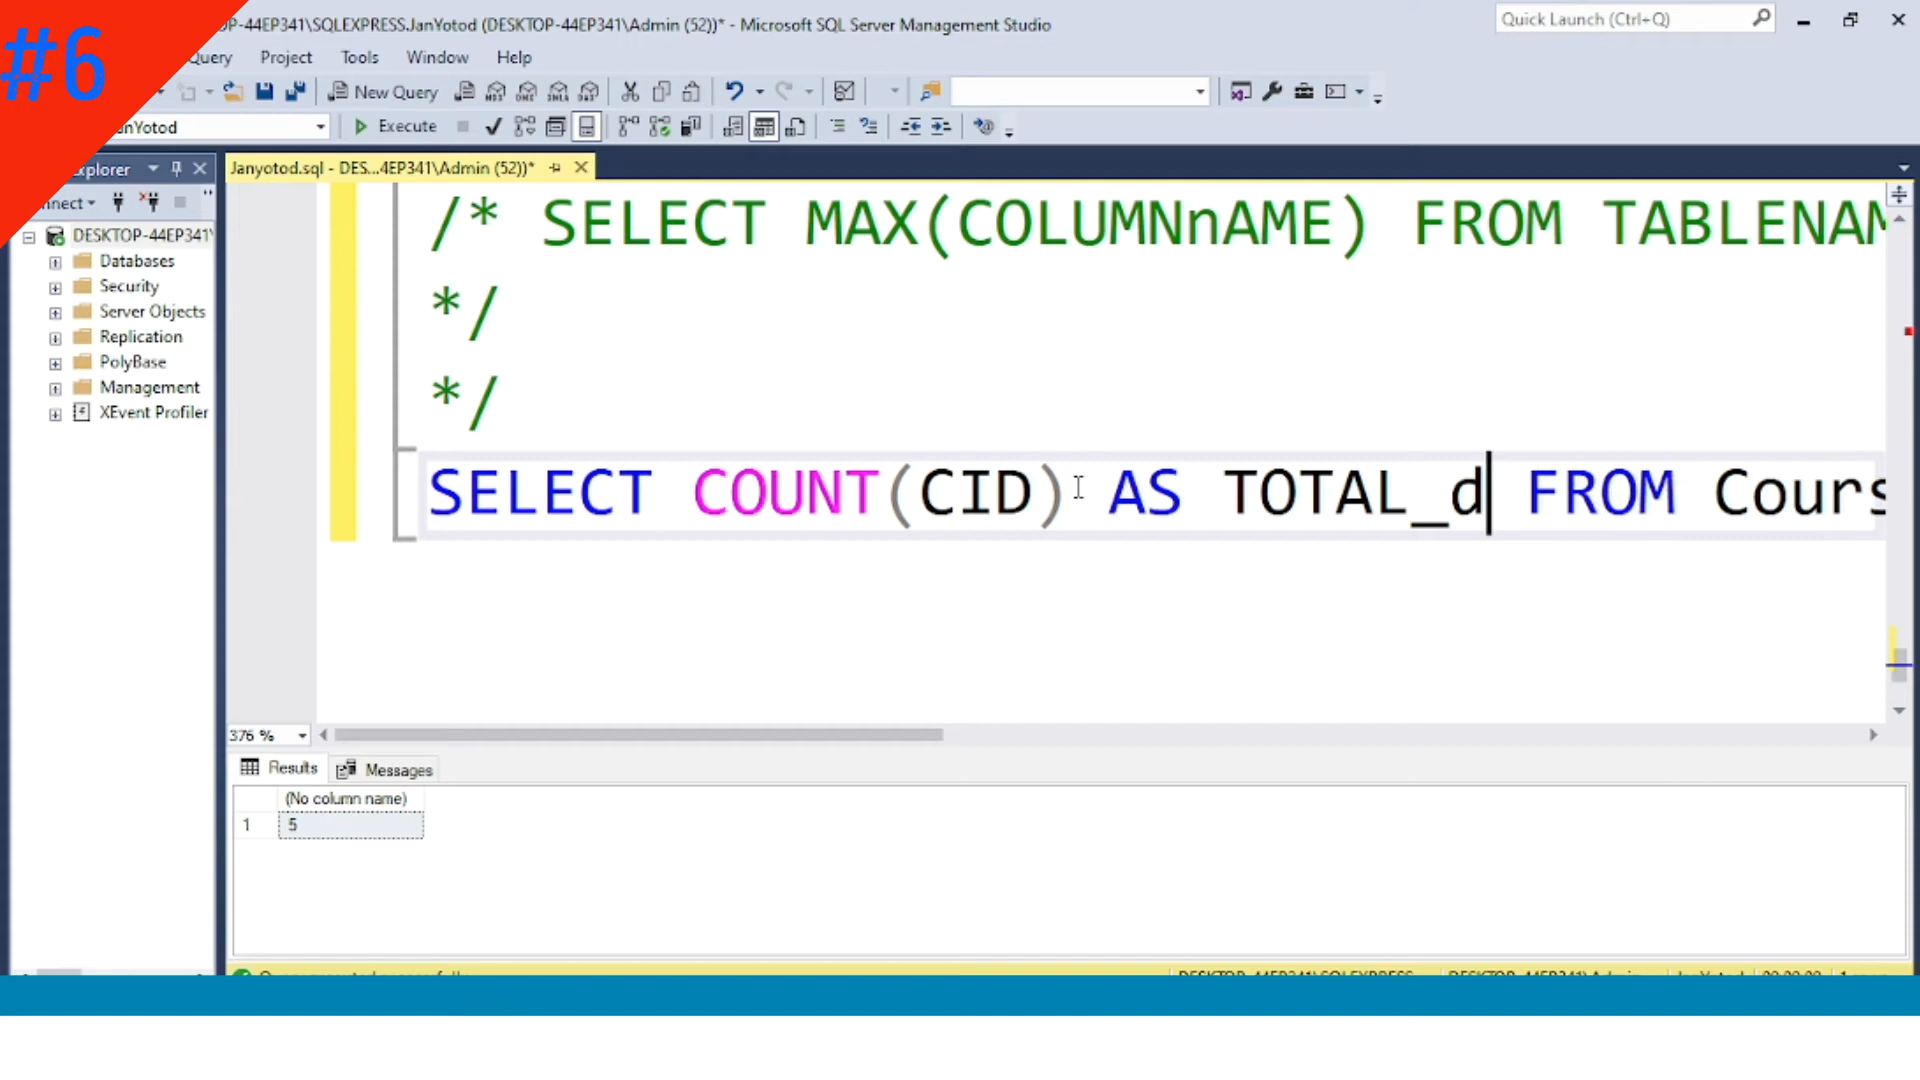 #6
P-44EP341\SQLEXPRESS.JanYotod (DESKTOP-44EP341\Admin (52))* - Microsoft SQL Server Management Studio
Quick Launch (Ctrl+Q)
Query Project Tools Window Help
New Query
anYotod
Execute
xplorer
Janyotod.sql - DES...4EP341\Admin (52))*
nnect
DESKTOP-44EP341\
Databases
Security
Server Objects
Replication
PolyBase
Management
XEvent Profiler
/* SELECT MAX(COLUMNnAME) FROM TABLENAM
*/
*/
SELECT COUNT(CID) AS TOTAL_d FROM Cours
376 %
Results Messages
(No column name)
1 5